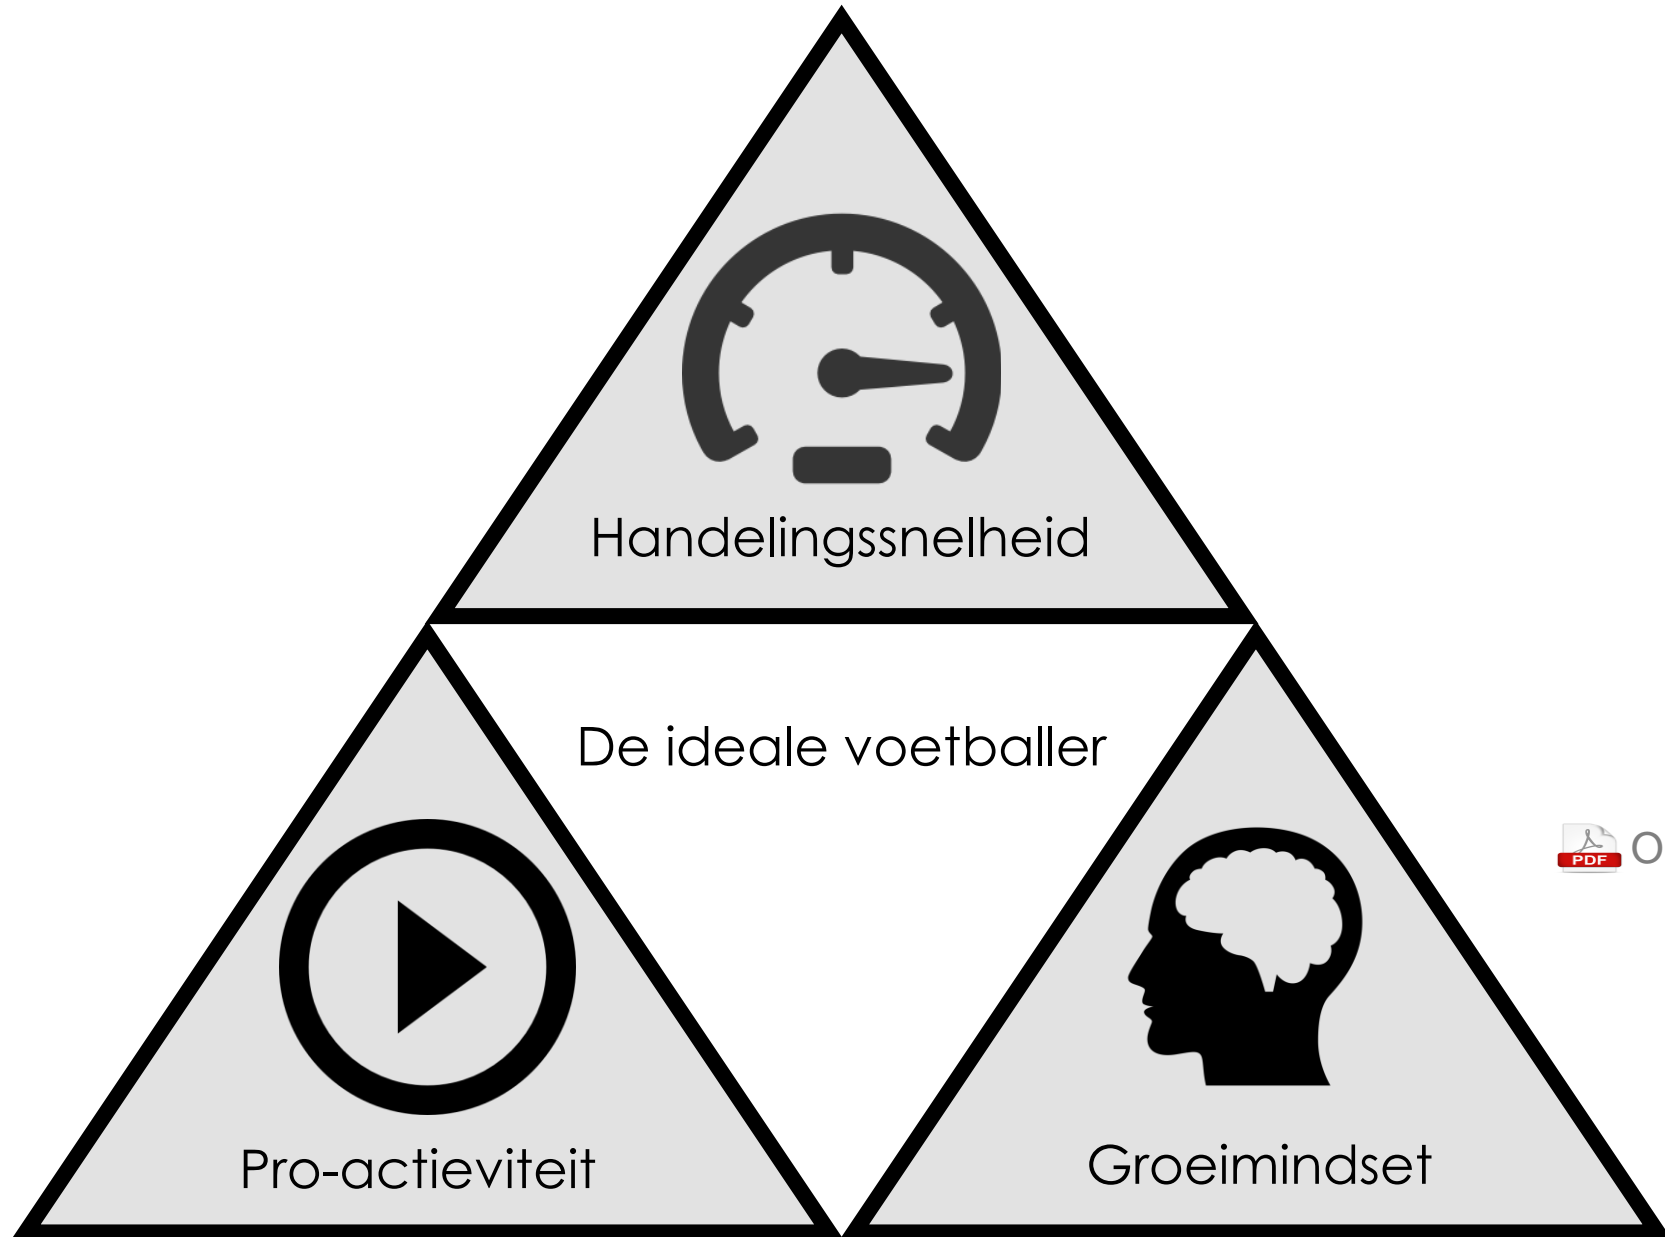 Handelingssnelheid
De ideale voetballer
PDF O
Pro-actieviteit
Groeimindset